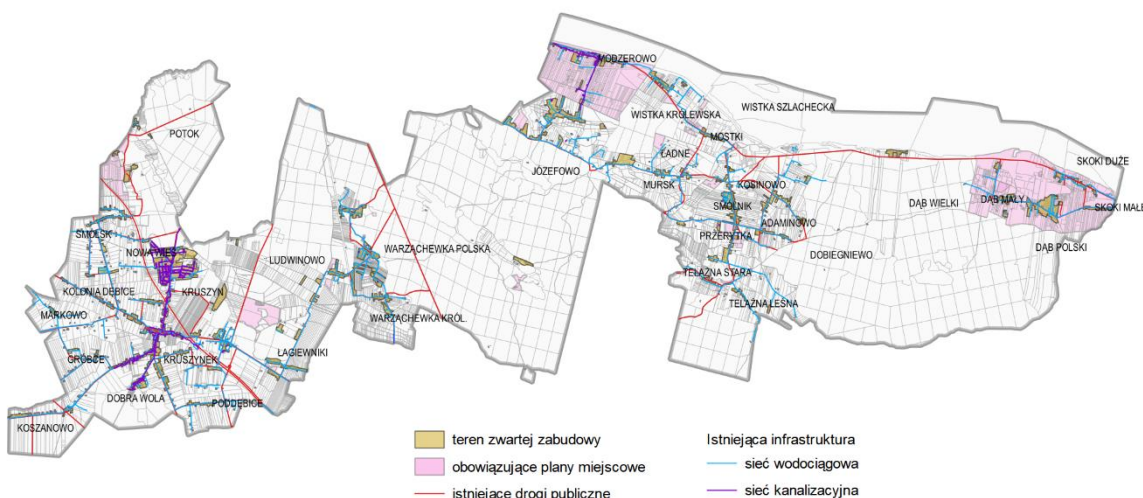 MODZEROWO
POTOK
WISTKA SZLACHECKA
WISTKA KRÓLEWSKA
MOSTKI
ŁADNE
SKOKI DUŻE
JÓZEFOWO
MURSK
KOSINOWO
DĄB MAŁY
DĄB WIELKI
SKOKI MAŁE
SMOLNIK
ADAMINOWO
SMÓLSK
PRZERYTKA
DĄB POLSKI
NOWA WIEŚ
WARZĄCHEWKA POLSKA
DOBIEGNIEWO
LUDWINOWO
TELĄŻNA STARA
KOLONIA DĘBICE
KRUSZYN
TELĄŻNA LEŚNA
MARKOWO
WARZĄCHEWKA KRÓL.
GRÓBCE
KRUSZYNEK
ŁAGIEWNIKI
DOBRA WOLA
PODDĘBICE
KOSZANOWO
teren zwartej zabudowy
obowiązujące plany miejscowe
istniejące drogi publiczne
Istniejąca infrastruktura
sieć wodociągowa
sieć kanalizacyjna